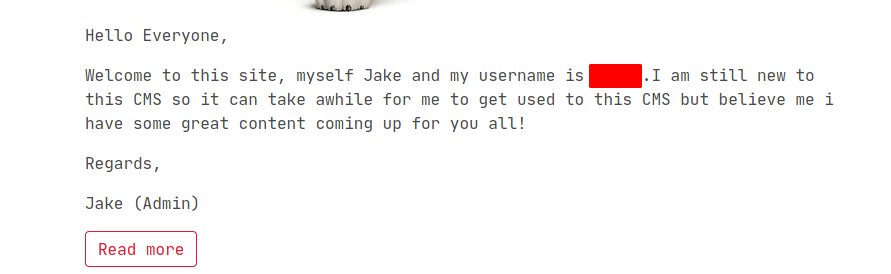 Hello Everyone,
Welcome to this site, myself Jake and my username is .I am still new to
this CMS so it can take awhile for me to get used to this CMS but believe me i
have some great content coming up for you all!
Regards,
Jake (Admin)
Read more